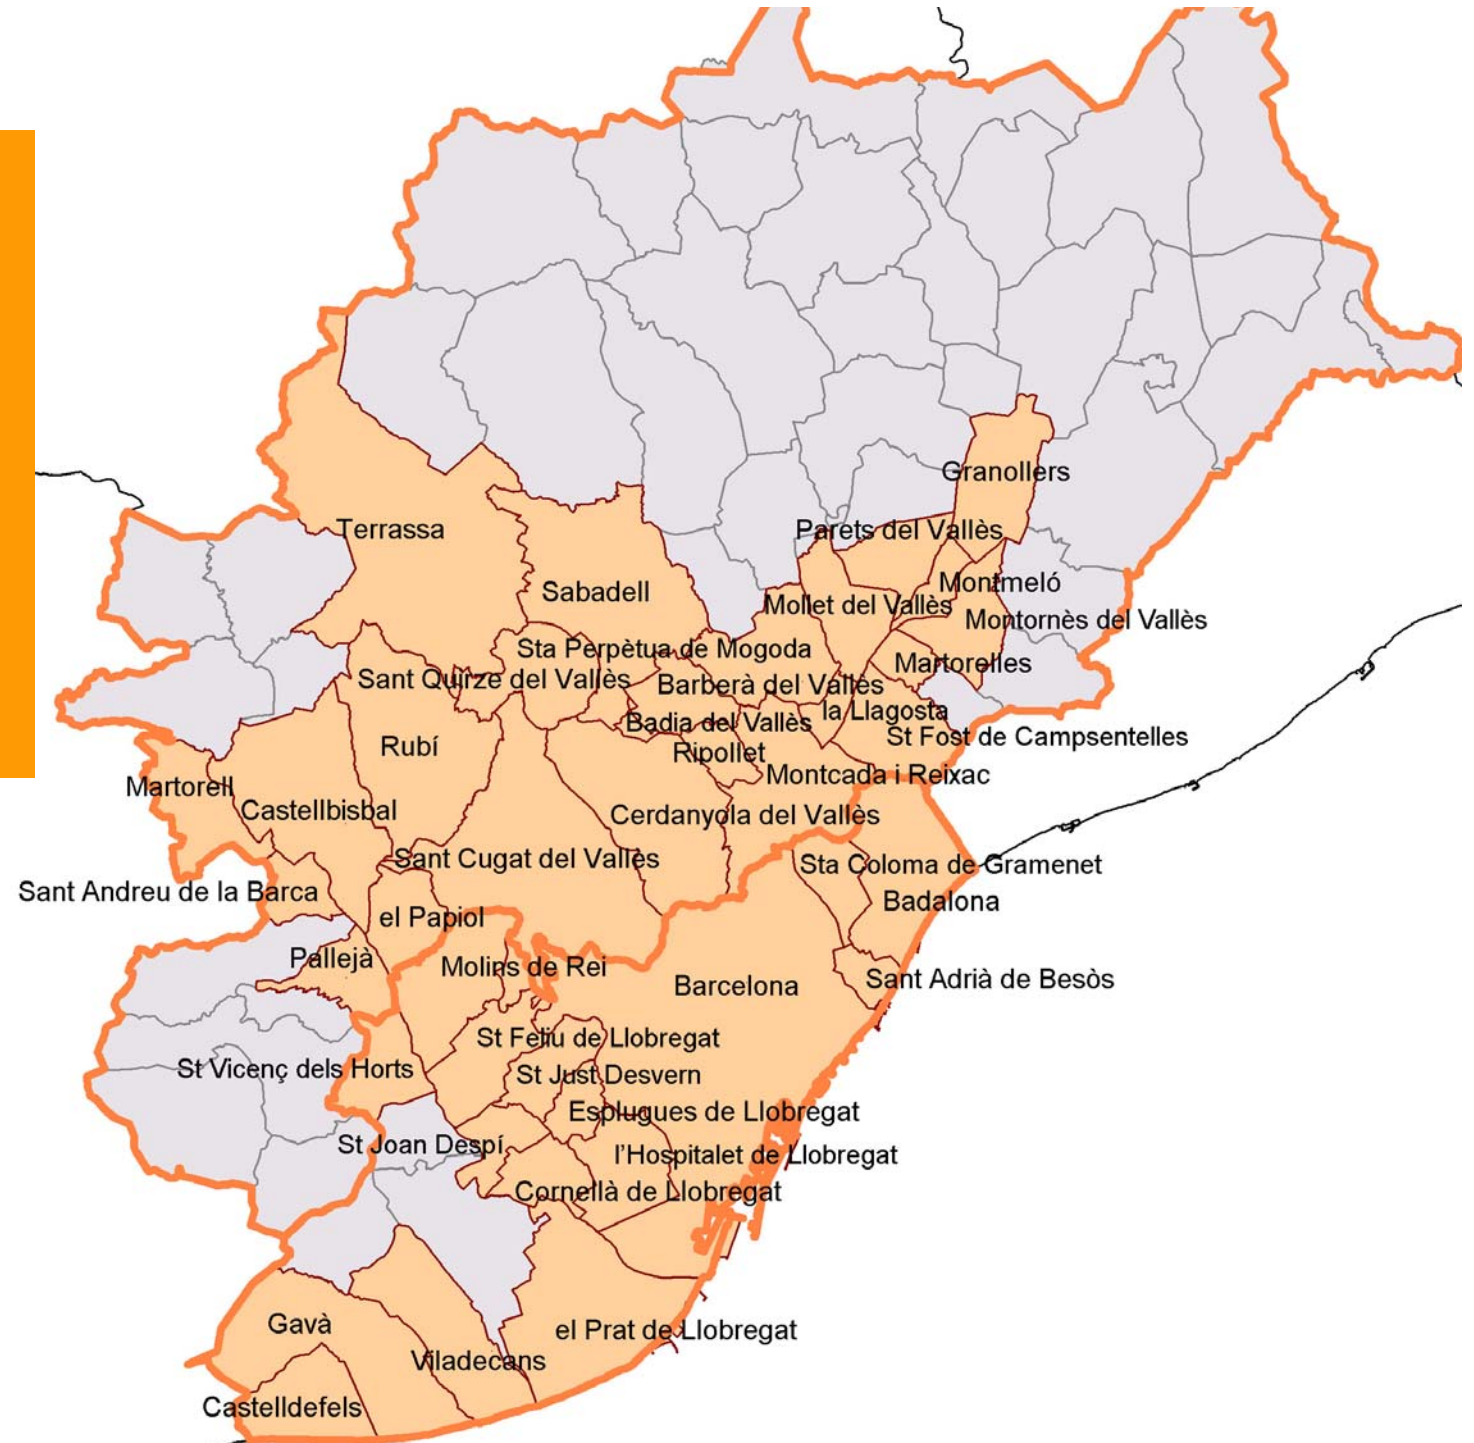 Granollers
Terrassa
Parets del Vallès
Montmeló
Sabadell
Mollet del Vallès
Montornès del Vallès
Sta Perpètua de Mogoda
Martorelles
Sant Quirze del Vallès
Barberà del Vallès
la Llagosta
Badia del Vallès
St Fost de Campsentelles
Rubí
Ripollet
Montcada i Reixac
Martorell
Castellbisbal
Cerdanyola del Vallès
Sant Cugat del Vallès
Sta Coloma de Gramenet
Sant Andreu de la Barca
Badalona
el Papiol
Pallejà
Molins de Rei
Barcelona
Sant Adrià de Besòs
St Feliu de Llobregat
St Vicenç dels Horts
St Just Desvern
Esplugues de Llobregat
St Joan Despí
l'Hospitalet de Llobregat
Cornellà de Llobregat
Gavà
el Prat de Llobregat
Viladecans
Castelldefels